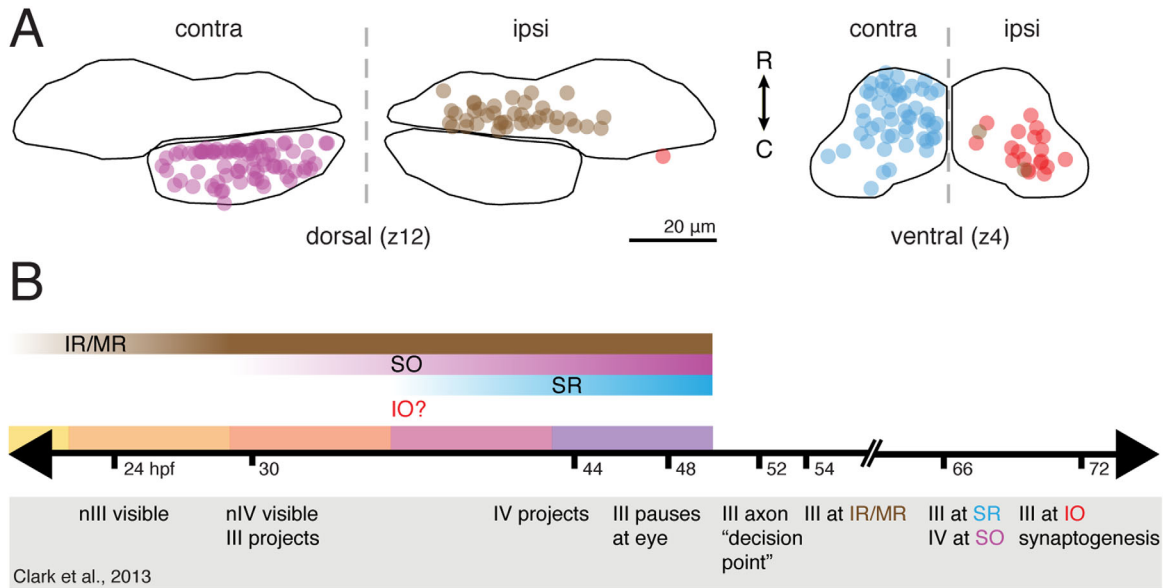 A
contra
ipsi
contra
ipsi
R
C
dorsal (z12)
20 µm
ventral (z4)
B
IR/MR
SO
SR
IO?
24 hpf
30
44
48
52
54
66
72
nIII visible
nIV visible
III projects
IV projects
III pauses
at eye
III axon
“decision
point”
III at IR/MR
III at SR
IV at SO
III at IO
synaptogenesis
Clark et al., 2013